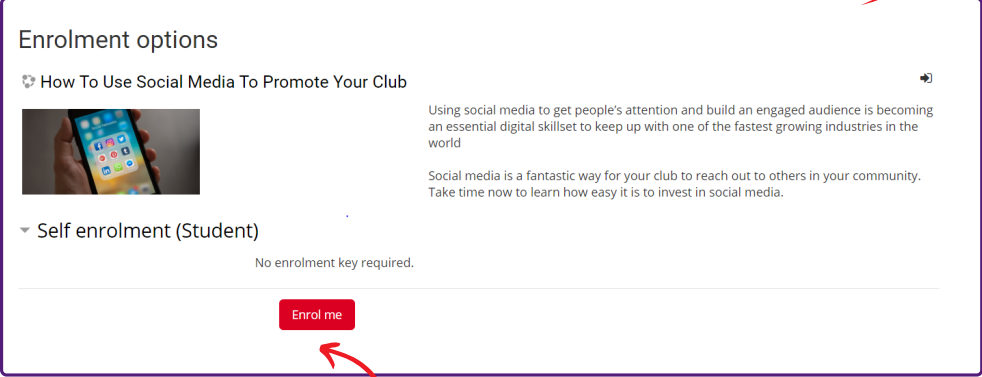 Enrolment options
How To Use Social Media To Promote Your Club
Using social media to get people's attention and build an engaged audience is becoming
an essential digital skillset to keep up with one of the fastest growing industries in the
world
Social media is a fantastic way for your club to reach out to others in your community.
Take time now to learn how easy it is to invest in social media.
Self enrolment (Student)
No enrolment key required.
Enrol me